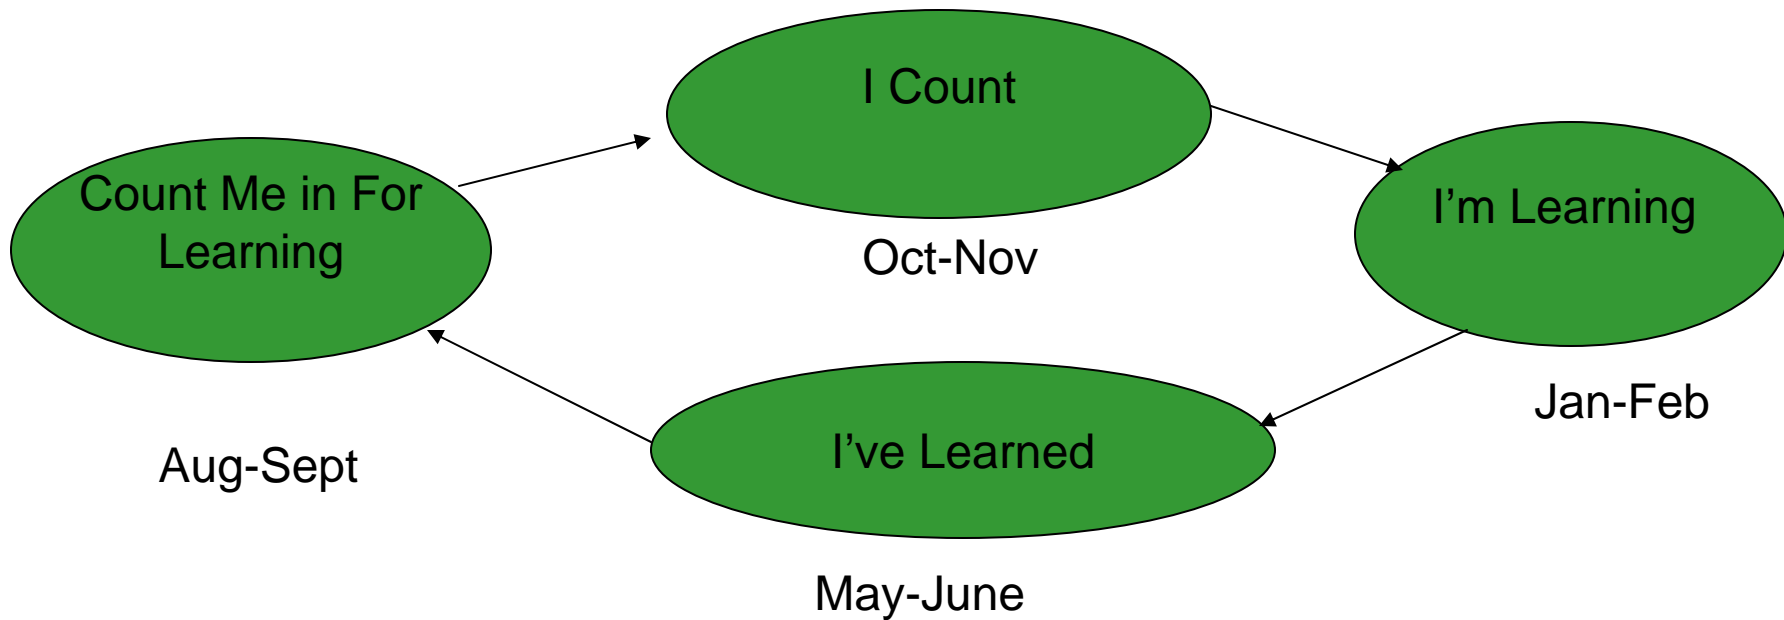 I Count
Oct-Nov
Count Me in For
Learning
Aug-Sept
I'm Learning
Jan-Feb
I've Learned
May-June